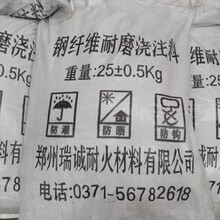 钢纤维耐磨浇注料
重量:25±0.5Kg
防潮 防晒 防钩
郑州瑞诚耐火材料有限公司
电话:0371-56782618